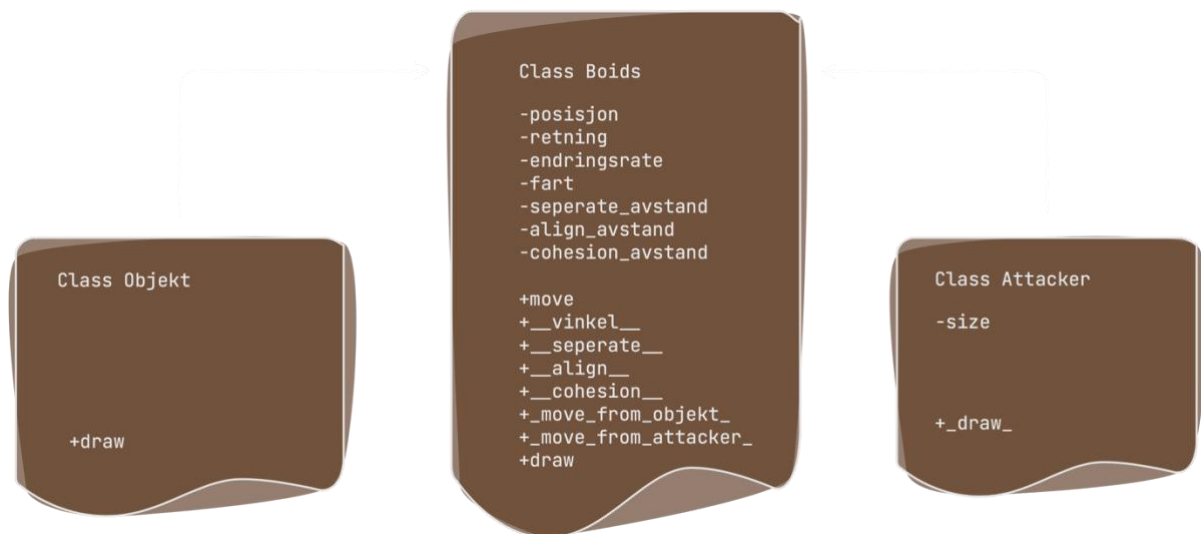 Class Objekt
+draw
Class Boids
-posisjon
-retning
-endringsrate
-fart
-seperate_avstand
-align_avstand
-cohesion_avstand
+move
+__vinkel__
+__seperate__
+__align__
+__cohesion__
+_move_from_objekt_
+_move_from_attacker_
+draw
Class Attacker
-size
+_draw_